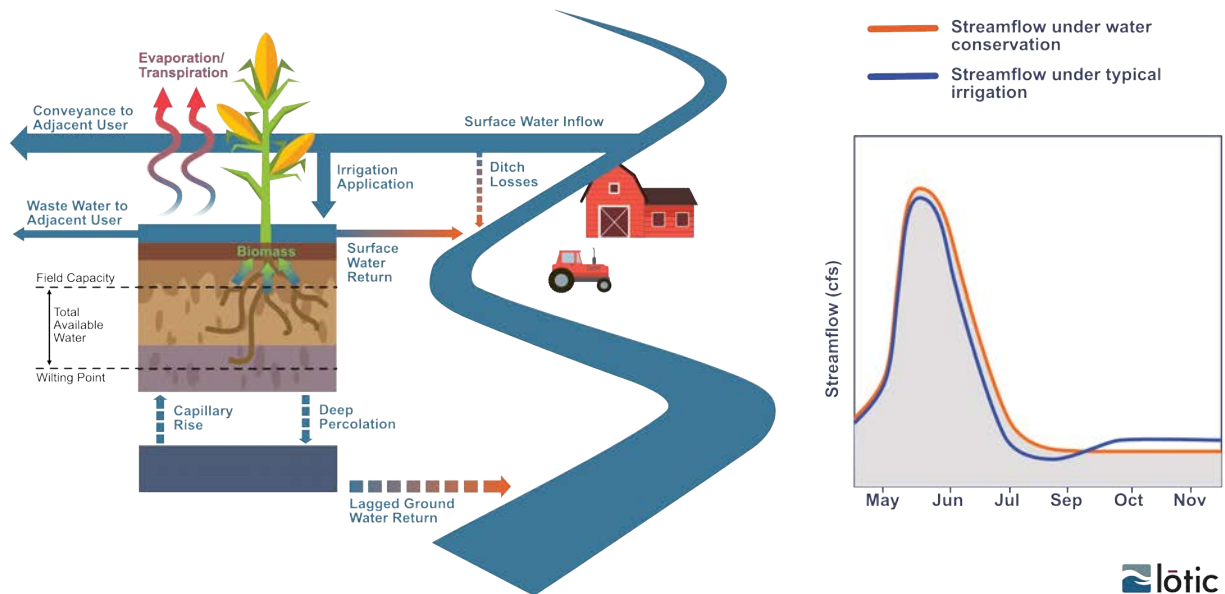 Evaporation/
Transpiration
Conveyance to
Adjacent User
Surface Water Inflow
Irrigation
Application
Ditch
Losses
Waste Water to
Adjacent User
Biomass
Surface
Water
Return
Field Capacity
Total
Available
Water
Wilting Point
Capillary
Rise
Deep
Percolation
Lagged Ground
Water Return
Streamflow under water
conservation
Streamflow under typical
irrigation
Streamflow (cfs)
May Jun Jul Sep Oct Nov
lōtic